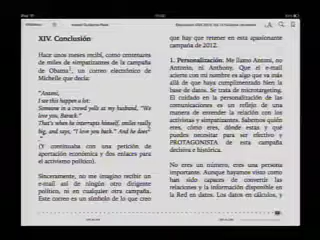 XIV. Conclusión
Hace unos meses recibí, como centenares
de miles de simpatizantes de la campaña
de Obama, un correo electrónico de
Michelle que decía:
"Antoni,
I see this happen a lot:
Someone in a crowd yells at my husband, "We
love you, Barack."
That's when he interrupts himself, smiles really
big, and says, "I love you back." And he does"
(Y continuaba con una petición de
aportación económica y dos enlaces para
el activismo político).
Sinceramente, no me imagino recibir un
e-mail así de ningún otro dirigente
político, ni en campaña ni fuera de ella.
Este correo es un símbolo de lo que creo
que hay que retener en esta apasionante
campaña de 2012.
1. Personalización. Me llamo Antoni, no
Antonio, ni Anthony. Que el e-mail
acierte con mi nombre es algo que va más
allá de que haya cumplimentado bien la
base de datos. Se trata de microtargeting.
El cuidado en la personalización de las
comunicaciones es un reflejo de una
manera de entender la relación con los
activistas y simpatizantes. Sabemos quién
eres, cómo eres, dónde estás y qué
puedes necesitar para ser efectivo y
PROTAGONISTA de esta campaña
decisiva e histórica.
No eres un número, eres una persona
importante. Aunque hayamos visto como
han sido capaces de convertir las
relaciones y la información disponible en
la Red en datos. Los datos en cálculos, y